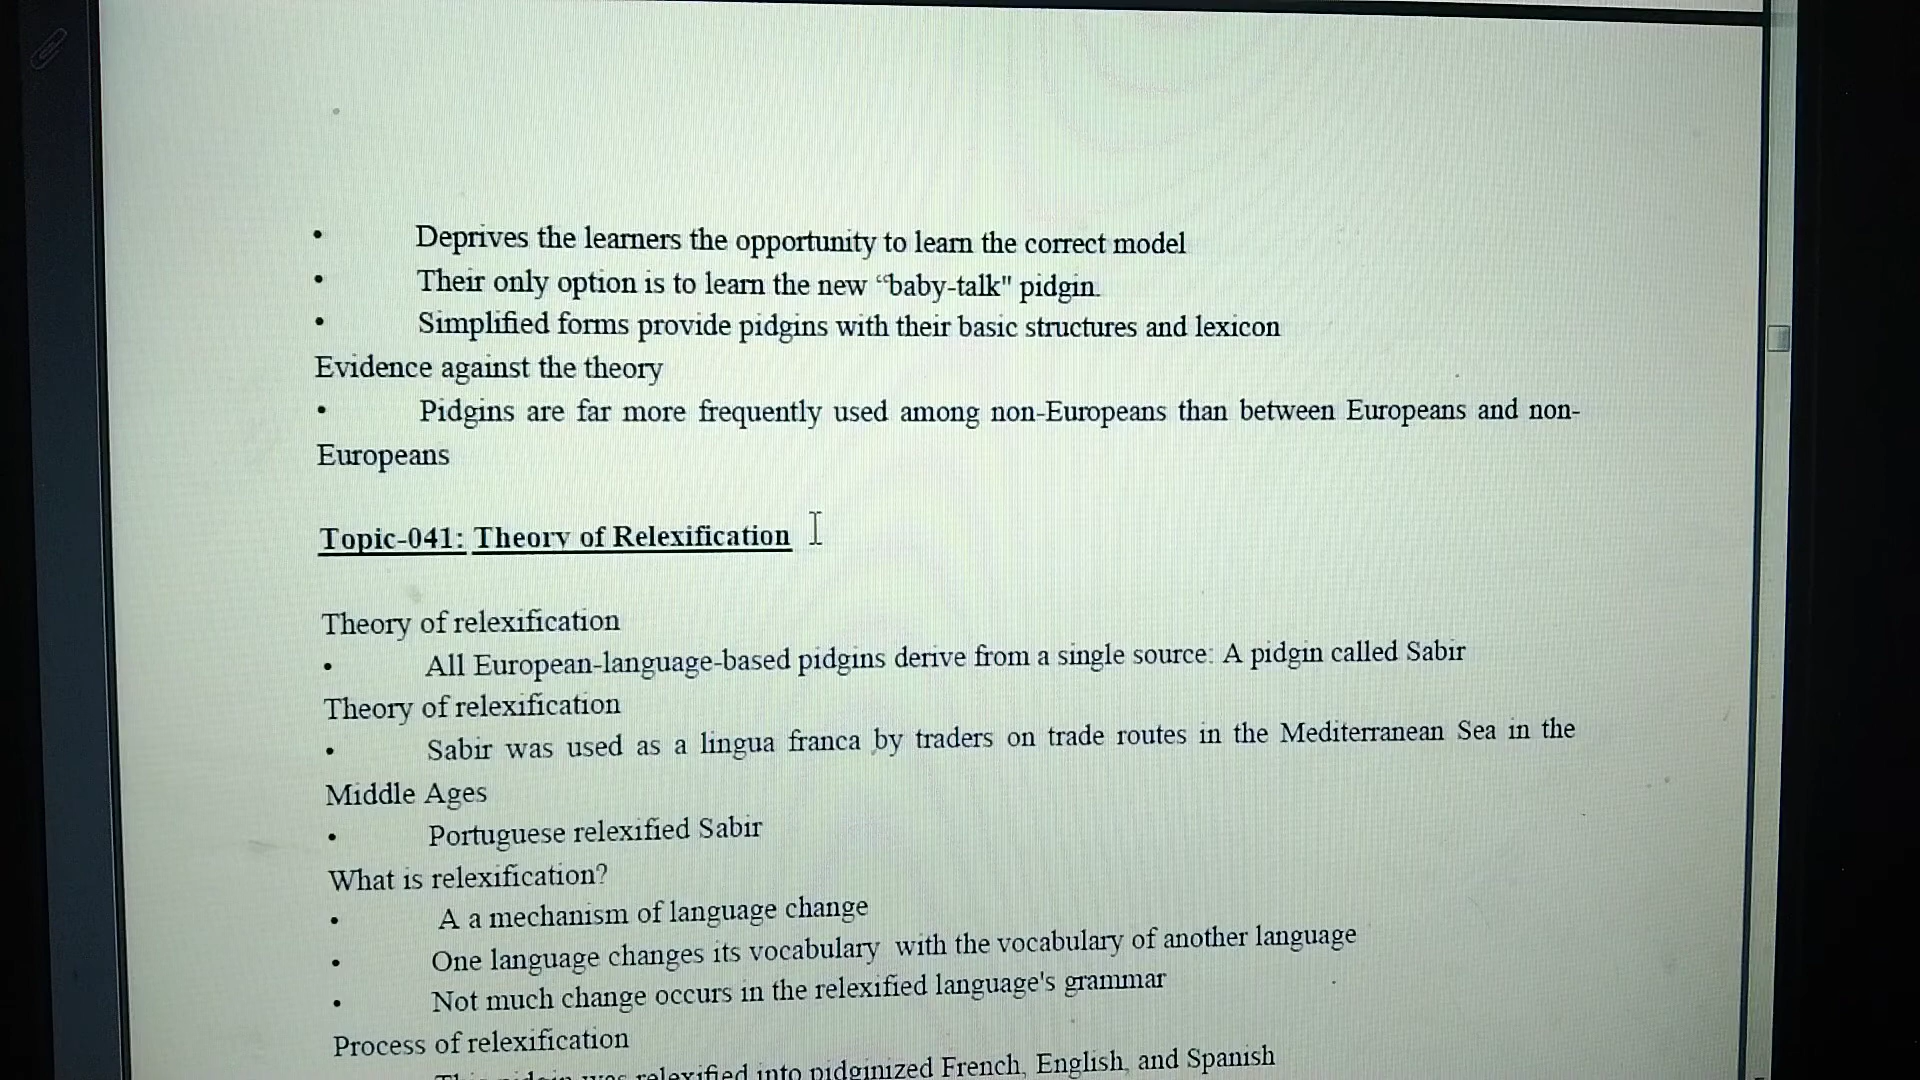 • Deprives the learners the opportunity to learn the correct model
• Their only option is to learn the new “baby-talk" pidgin.
• Simplified forms provide pidgins with their basic structures and lexicon
Evidence against the theory
• Pidgins are far more frequently used among non-Europeans than between Europeans and non-
Europeans
Topic-041: Theory of Relexification
Theory of relexification
• All European-language-based pidgins derive from a single source: A pidgin called Sabir
Theory of relexification
• Sabir was used as a lingua franca by traders on trade routes in the Mediterranean Sea in the
Middle Ages
• Portuguese relexified Sabir
What is relexification?
• A a mechanism of language change
• One language changes its vocabulary with the vocabulary of another language
• Not much change occurs in the relexified language's grammar
Process of relexification
pidgin was relexified into pidginized French, English, and Spanish